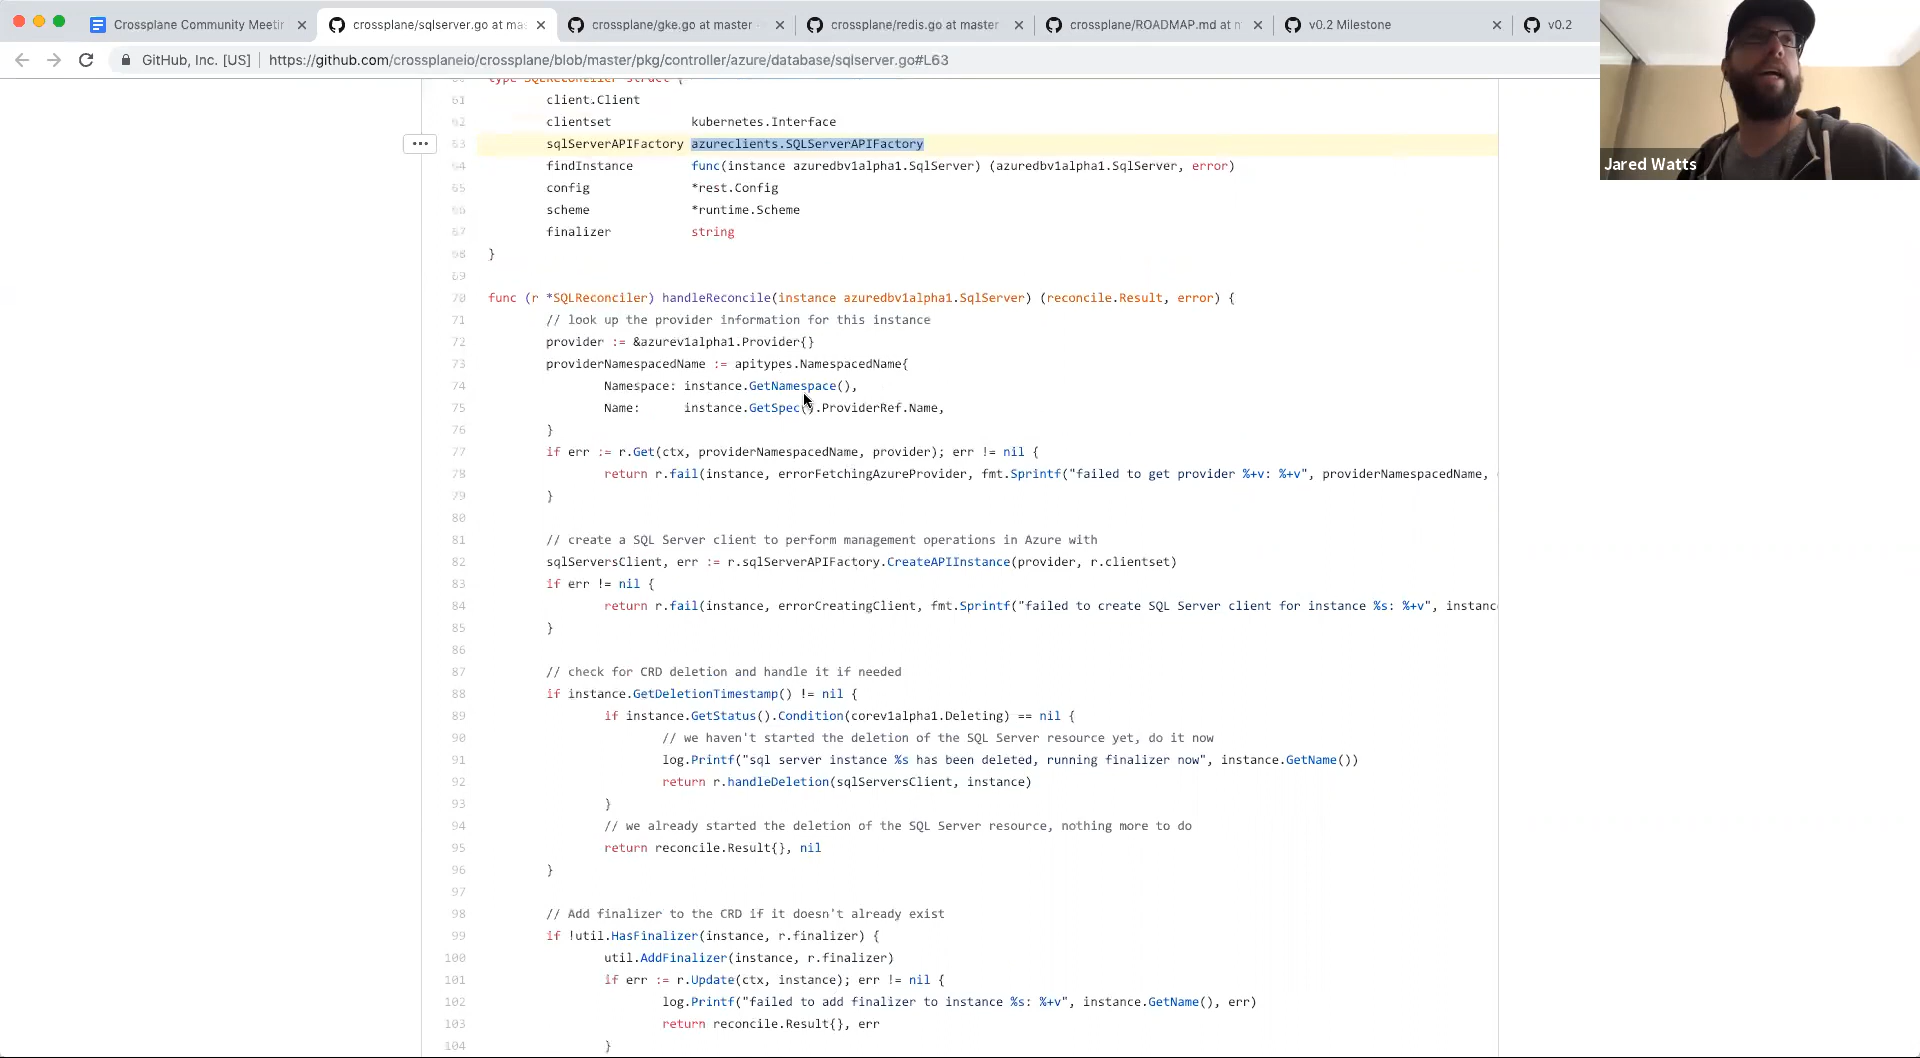 Crossplane Community Meetin
crossplane/sqlserver.go at mas
crossplane/gke.go at master ·
crossplane/redis.go at master
crossplane/ROADMAP.md at m
v0.2 Milestone
v0.2
GitHub, Inc. [US]
https://github.com/crossplaneio/crossplane/blob/master/pkg/controller/azure/database/sqlserver.go#L63
Jared Watts
type SQLReconciler struct {
61 client.Client
62 clientset kubernetes.Interface
63 sqlServerAPIFactory azureclients.SQLServerAPIFactory
64 findInstance func(instance azuredbv1alpha1.SqlServer) (azuredbv1alpha1.SqlServer, error)
65 config *rest.Config
66 scheme *runtime.Scheme
67 finalizer string
68 }
69
70 func (r *SQLReconciler) handleReconcile(instance azuredbv1alpha1.SqlServer) (reconcile.Result, error) {
71 // look up the provider information for this instance
72 provider := &azurev1alpha1.Provider{}
73 providerNamespacedName := apitypes.NamespacedName{
74 Namespace: instance.GetNamespace(),
75 Name: instance.GetSpec().ProviderRef.Name,
76 }
77 if err := r.Get(ctx, providerNamespacedName, provider); err != nil {
78 return r.fail(instance, errorFetchingAzureProvider, fmt.Sprintf("failed to get provider %+v: %+v", providerNamespacedName,
79 }
80
81 // create a SQL Server client to perform management operations in Azure with
82 sqlServersClient, err := r.sqlServerAPIFactory.CreateAPIInstance(provider, r.clientset)
83 if err != nil {
84 return r.fail(instance, errorCreatingClient, fmt.Sprintf("failed to create SQL Server client for instance %s: %+v", instanc
85 }
86
87 // check for CRD deletion and handle it if needed
88 if instance.GetDeletionTimestamp() != nil {
89 if instance.GetStatus().Condition(corev1alpha1.Deleting) == nil {
90 // we haven't started the deletion of the SQL Server resource yet, do it now
91 log.Printf("sql server instance %s has been deleted, running finalizer now", instance.GetName())
92 return r.handleDeletion(sqlServersClient, instance)
93 }
94 // we already started the deletion of the SQL Server resource, nothing more to do
95 return reconcile.Result{}, nil
96 }
97
98 // Add finalizer to the CRD if it doesn't already exist
99 if !util.HasFinalizer(instance, r.finalizer) {
100 util.AddFinalizer(instance, r.finalizer)
101 if err := r.Update(ctx, instance); err != nil {
102 log.Printf("failed to add finalizer to instance %s: %+v", instance.GetName(), err)
103 return reconcile.Result{}, err
104 }